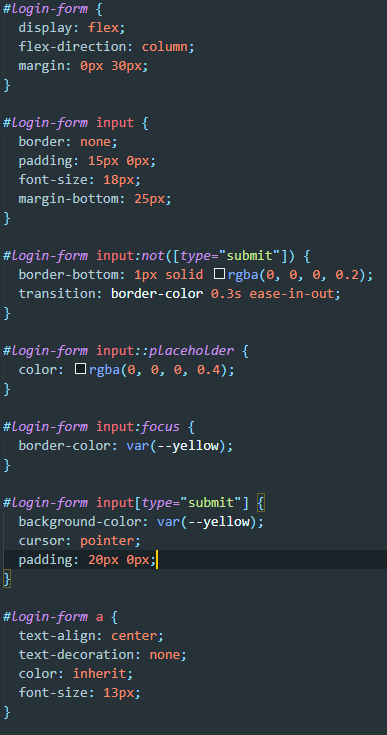 #login-form {
  display: flex;
  flex-direction: column;
  margin: 0px 30px;
}

#login-form input {
  border: none;
  padding: 15px 0px;
  font-size: 18px;
  margin-bottom: 25px;
}

#login-form input:not([type="submit"]) {
  border-bottom: 1px solid rgba(0, 0, 0, 0.2);
  transition: border-color 0.3s ease-in-out;
}

#login-form input::placeholder {
  color: rgba(0, 0, 0, 0.4);
}

#login-form input:focus {
  border-color: var(--yellow);
}

#login-form input[type="submit"] {
  background-color: var(--yellow);
  cursor: pointer;
  padding: 20px 0px;
}

#login-form a {
  text-align: center;
  text-decoration: none;
  color: inherit;
  font-size: 13px;
}